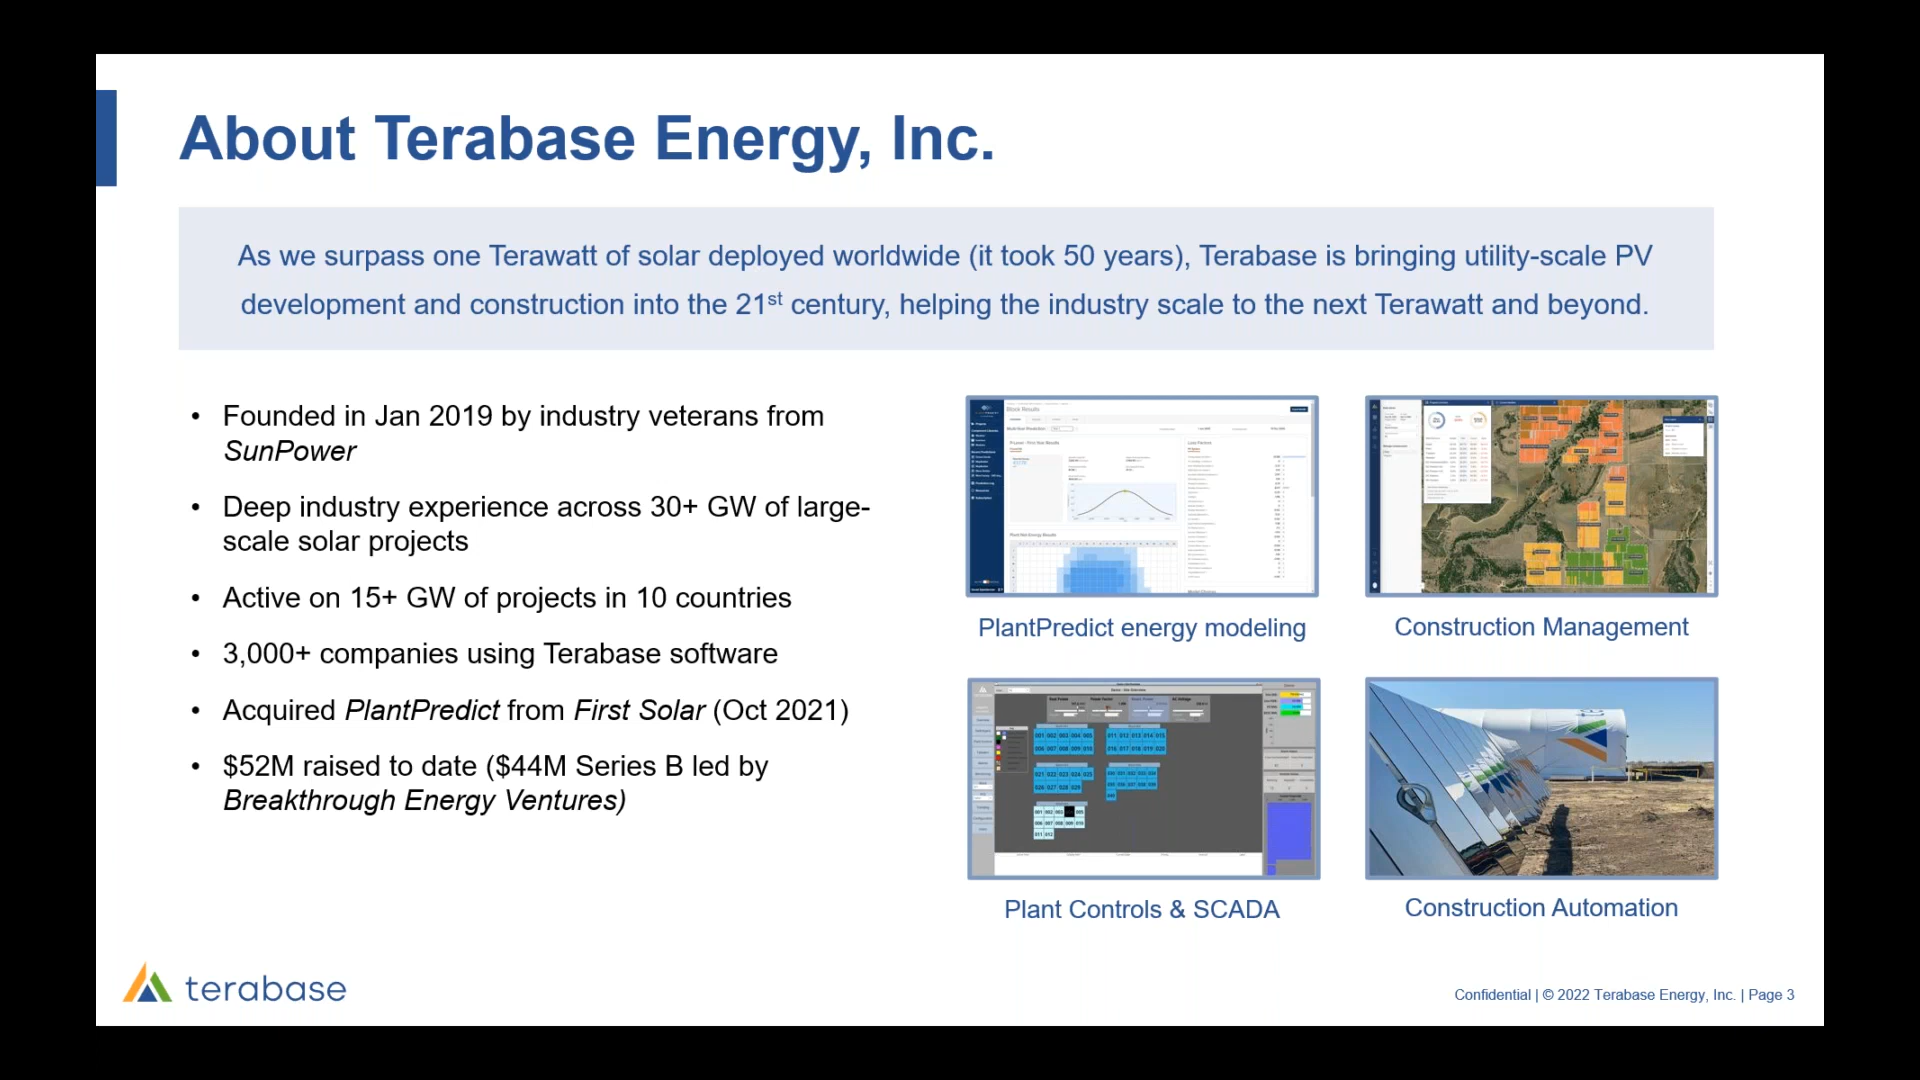 About Terabase Energy, Inc.
As we surpass one Terawatt of solar deployed worldwide (it took 50 years), Terabase is bringing utility-scale PV
development and construction into the 21st century, helping the industry scale to the next Terawatt and beyond.
• Founded in Jan 2019 by industry veterans from
SunPower
• Deep industry experience across 30+ GW of large-
scale solar projects
• Active on 15+ GW of projects in 10 countries
• 3,000+ companies using Terabase software
• Acquired PlantPredict from First Solar (Oct 2021)
• $52M raised to date ($44M Series B led by
Breakthrough Energy Ventures)
Block Results
PlantPredict energy modeling
Construction Management
Plant Controls & SCADA
Construction Automation
terabase
Confidential | © 2022 Terabase Energy, Inc. | Page 3